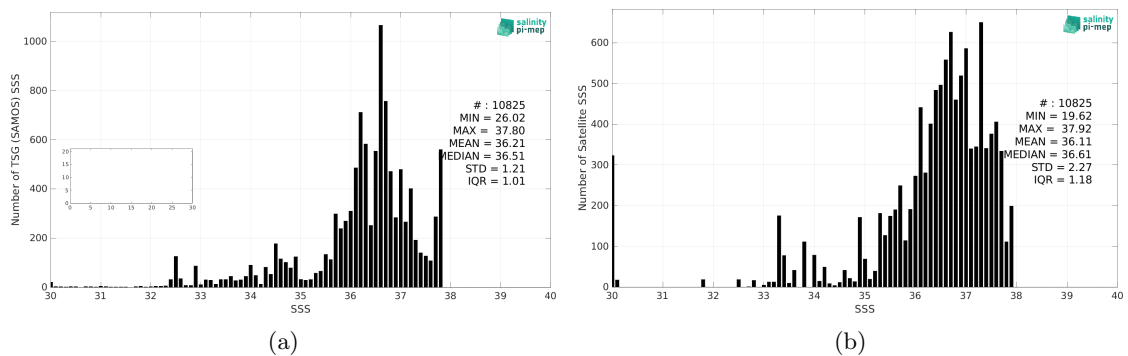 1000
800
600
400
200
0
Number of TSG (SAMOS) SSS
salinity
pi-mep
# : 10825
MIN = 26.02
MAX = 37.80
MEAN = 36.21
MEDIAN = 36.51
STD = 1.21
IQR = 1.01
20
15
10
5
0
0 5 10 15 20 25 30
30 31 32 33 34 35 36 37 38 39 40
SSS
(a)
600
500
400
300
200
100
0
Number of Satellite SSS
salinity
pi-mep
# : 10825
MIN = 19.62
MAX = 37.92
MEAN = 36.11
MEDIAN = 36.61
STD = 2.27
IQR = 1.18
30 31 32 33 34 35 36 37 38 39 40
SSS
(b)